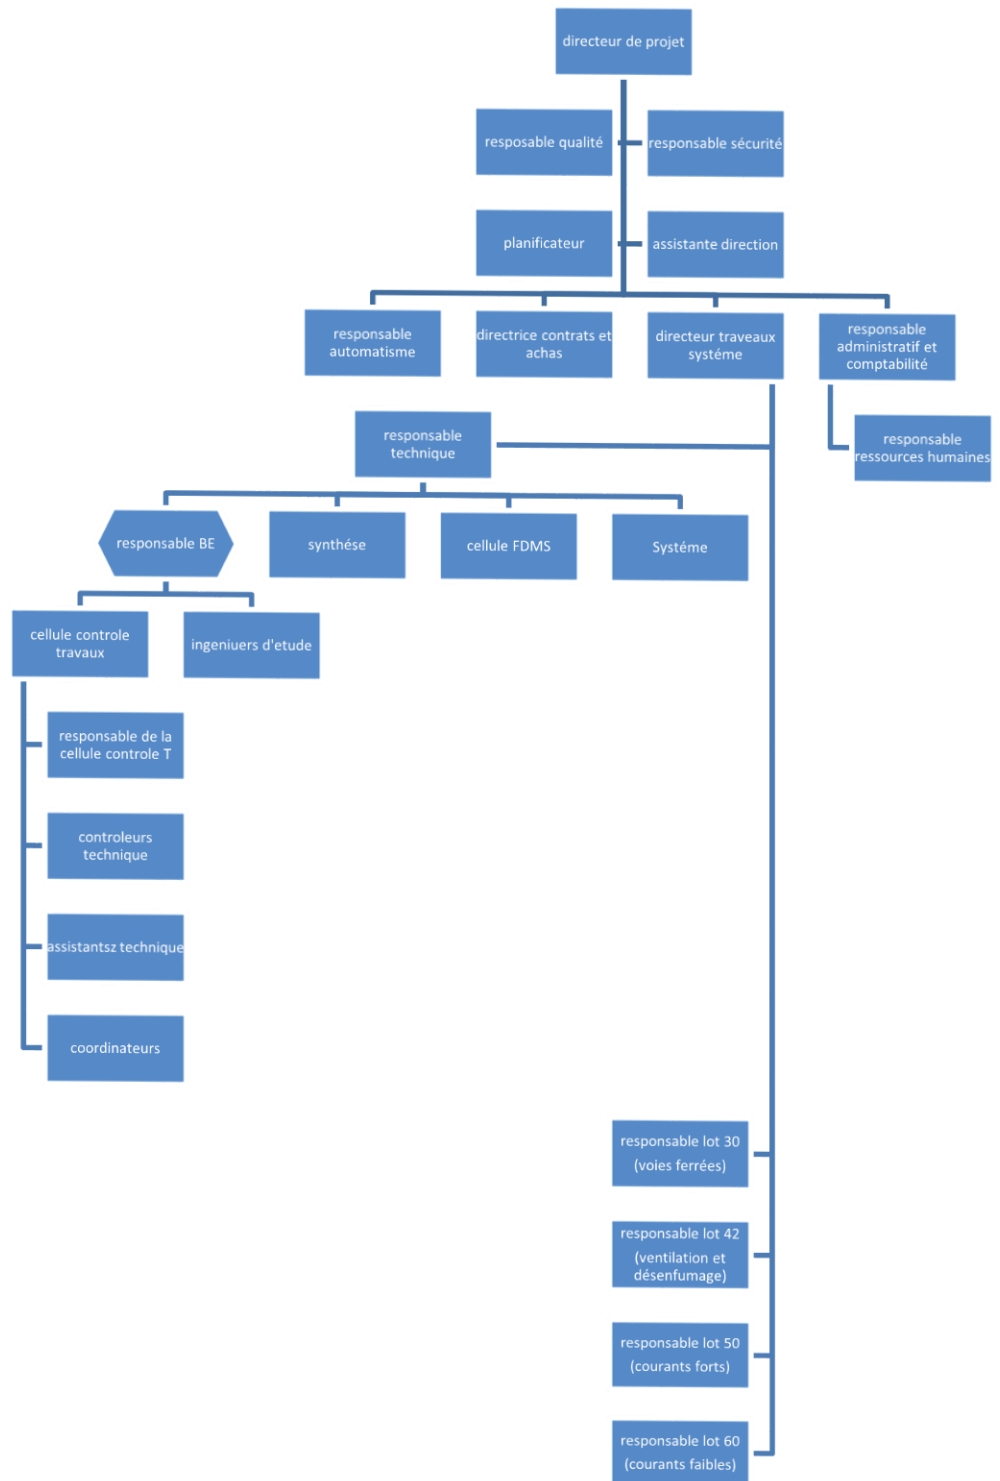 directeur de projet
resposable qualité
responsable sécurité
planificateur
assistante direction
responsable
automatisme
directrice contrats et
achas
directeur traveaux
systéme
responsable
administratif et
comptabilité
responsable
technique
responsable
ressources humaines
responsable BE
synthése
cellule FDMS
Systéme
cellule controle
travaux
ingeniuers d'etude
responsable de la
cellule controle T
controleurs
technique
assistantsz technique
coordinateurs
responsable lot 30
(voies ferrées)
responsable lot 42
(ventilation et
désenfumage)
responsable lot 50
(courants forts)
responsable lot 60
(courants faibles)